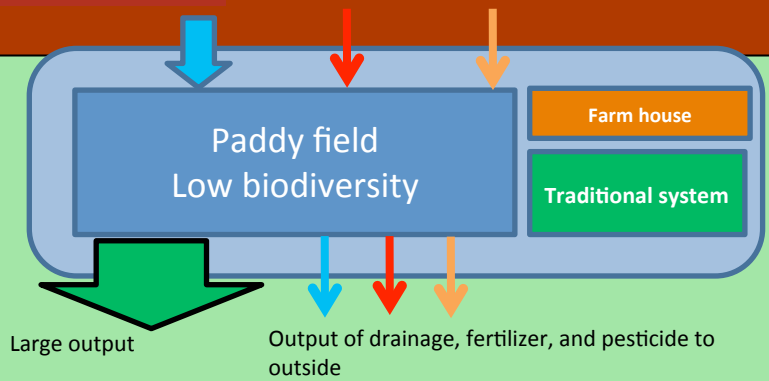 Paddy field
Low biodiversity
Farm house
Traditional system
Large output
Output of drainage, fertilizer, and pesticide to
outside